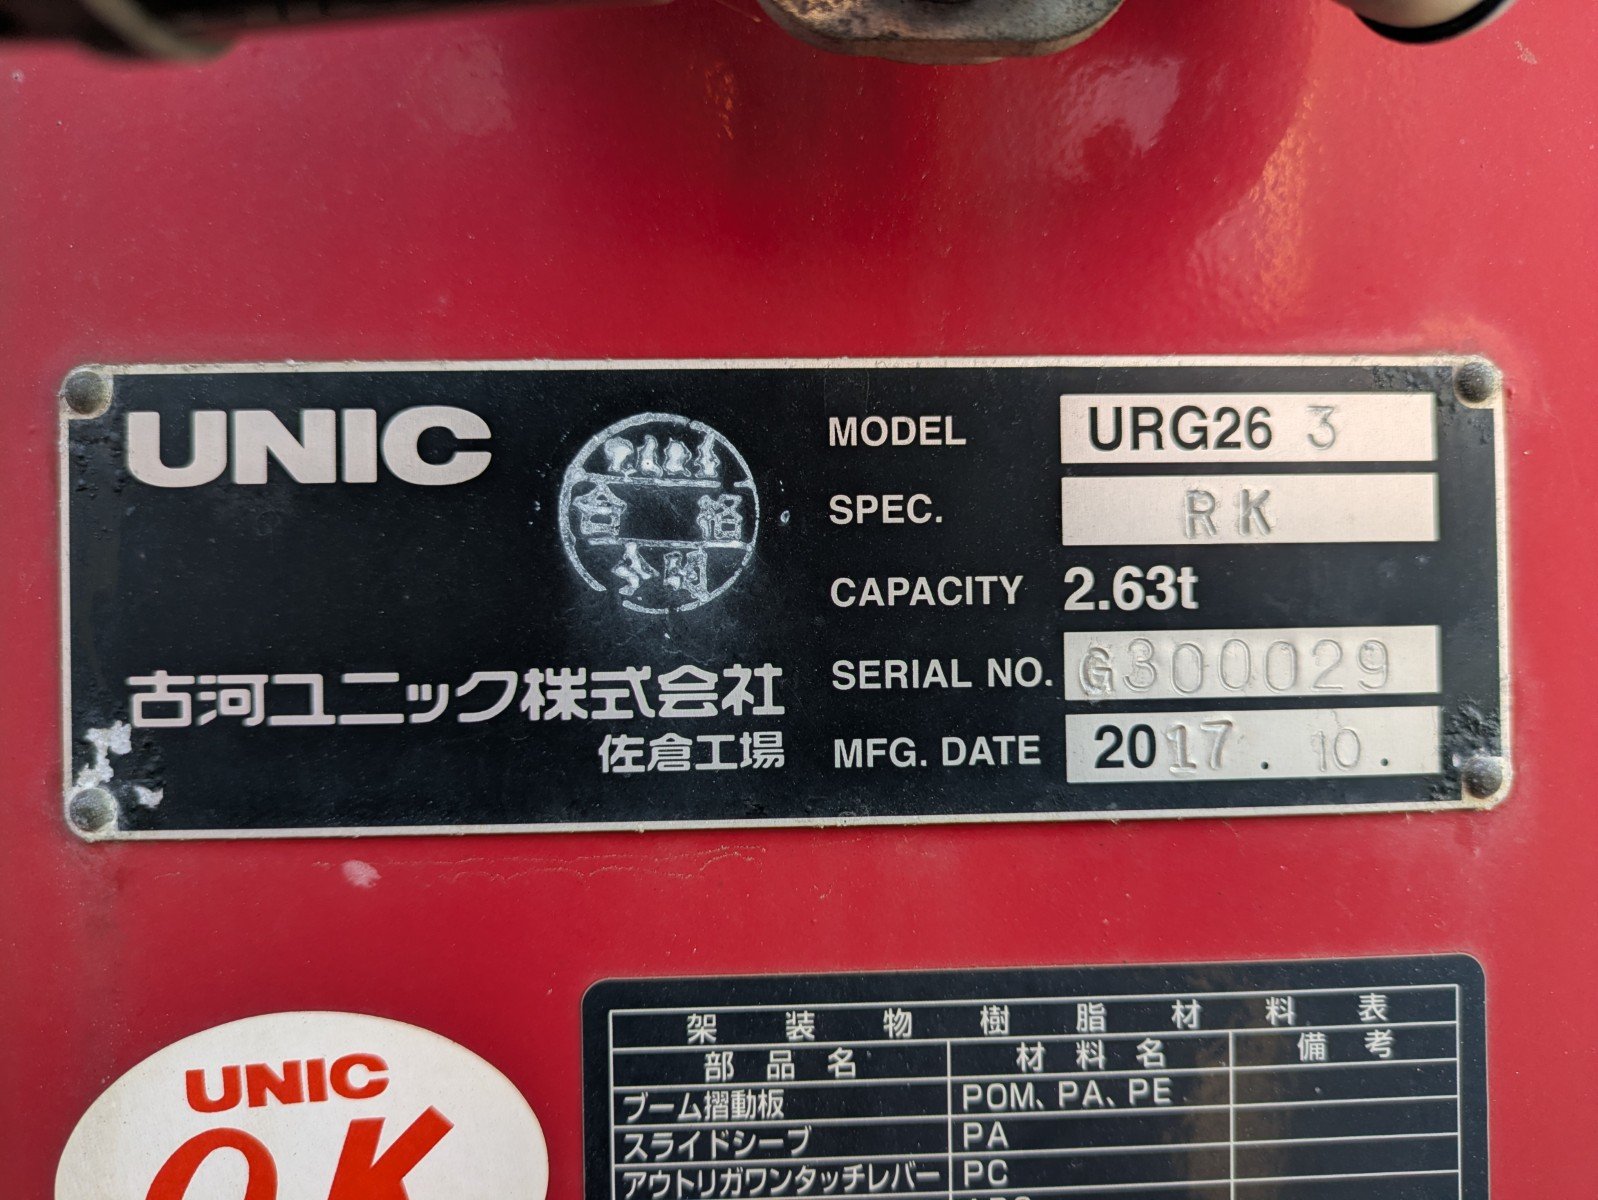 UNIC
合格
MODEL URG26 3
SPEC. RK
CAPACITY 2.63t
SERIAL NO. G300029
MFG. DATE 2017.10.
古河ユニック株式会社
佐倉工場
UNIC
OK
架装物樹脂材料表
部品名 材料名 備考
ブーム摺動板 POM、PA、PE
スライドシーブ PA
アウトリガワンタッチレバー PC